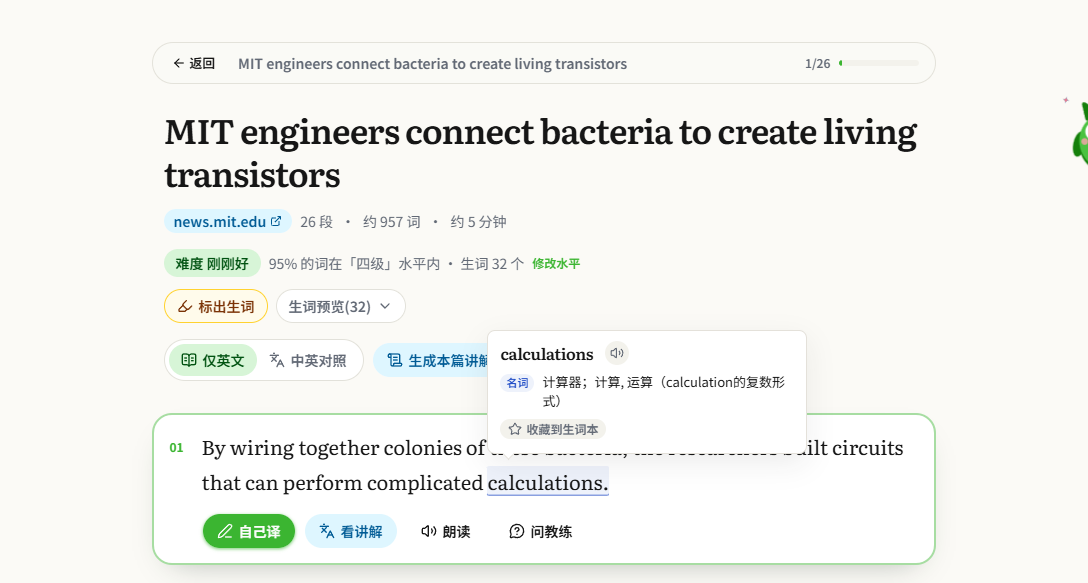 返回
MIT engineers connect bacteria to create living transistors
1/26
MIT engineers connect bacteria to create living
transistors
news.mit.edu 26 段 · 约 957 词 · 约 5 分钟
难度 刚刚好 95% 的词在「四级」水平内 · 生词 32 个 修改水平
标出生词 生词预览(32)
仅英文 中英对照 生成本篇讲解
calculations
名词 计算器；计算, 运算（calculation的复数形
式）
收藏到生词本
01 By wiring together colonies of circuits
that can perform complicated calculations.
自己译 看讲解 朗读 问教练